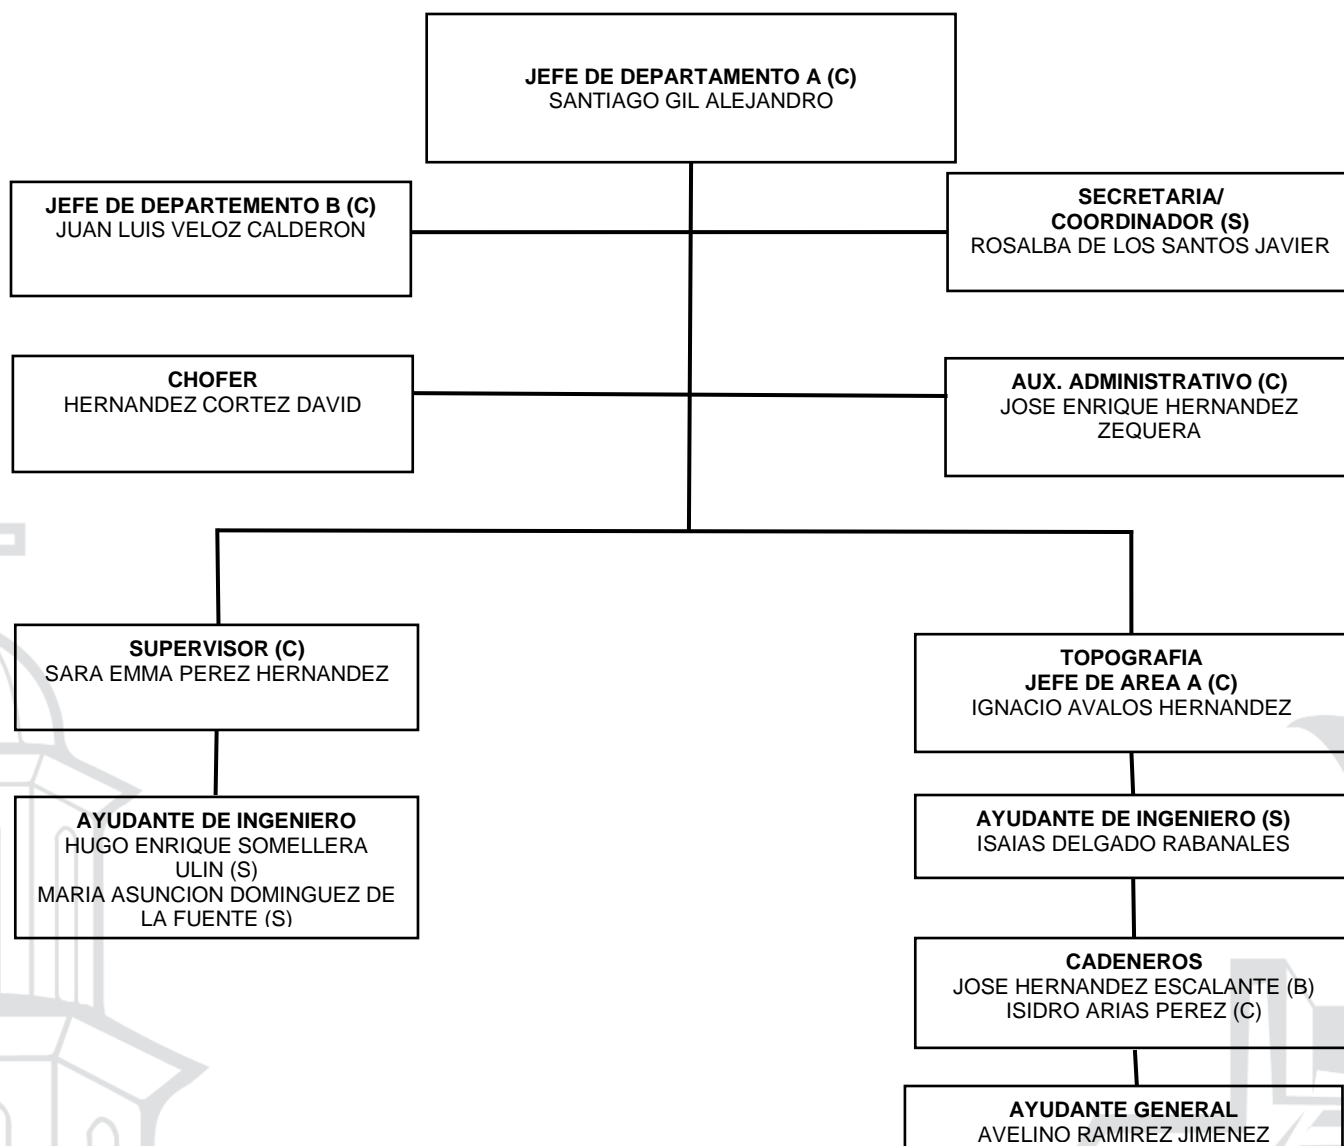 JEFE DE DEPARTAMENTO A (C)
SANTIAGO GIL ALEJANDRO
JEFE DE DEPARTEMENTO B (C)
JUAN LUIS VELOZ CALDERON
SECRETARIA/
COORDINADOR (S)
ROSALBA DE LOS SANTOS JAVIER
CHOFER
HERNANDEZ CORTEZ DAVID
AUX. ADMINISTRATIVO (C)
JOSE ENRIQUE HERNANDEZ
ZEQUERA
SUPERVISOR (C)
SARA EMMA PEREZ HERNANDEZ
AYUDANTE DE INGENIERO
HUGO ENRIQUE SOMELLERA
ULIN (S)
MARIA ASUNCION DOMINGUEZ DE
LA FUENTE (S)
TOPOGRAFIA
JEFE DE AREA A (C)
IGNACIO AVALOS HERNANDEZ
AYUDANTE DE INGENIERO (S)
ISAIAS DELGADO RABANALES
CADENEROS
JOSE HERNANDEZ ESCALANTE (B)
ISIDRO ARIAS PEREZ (C)
AYUDANTE GENERAL
AVELINO RAMIREZ JIMENEZ